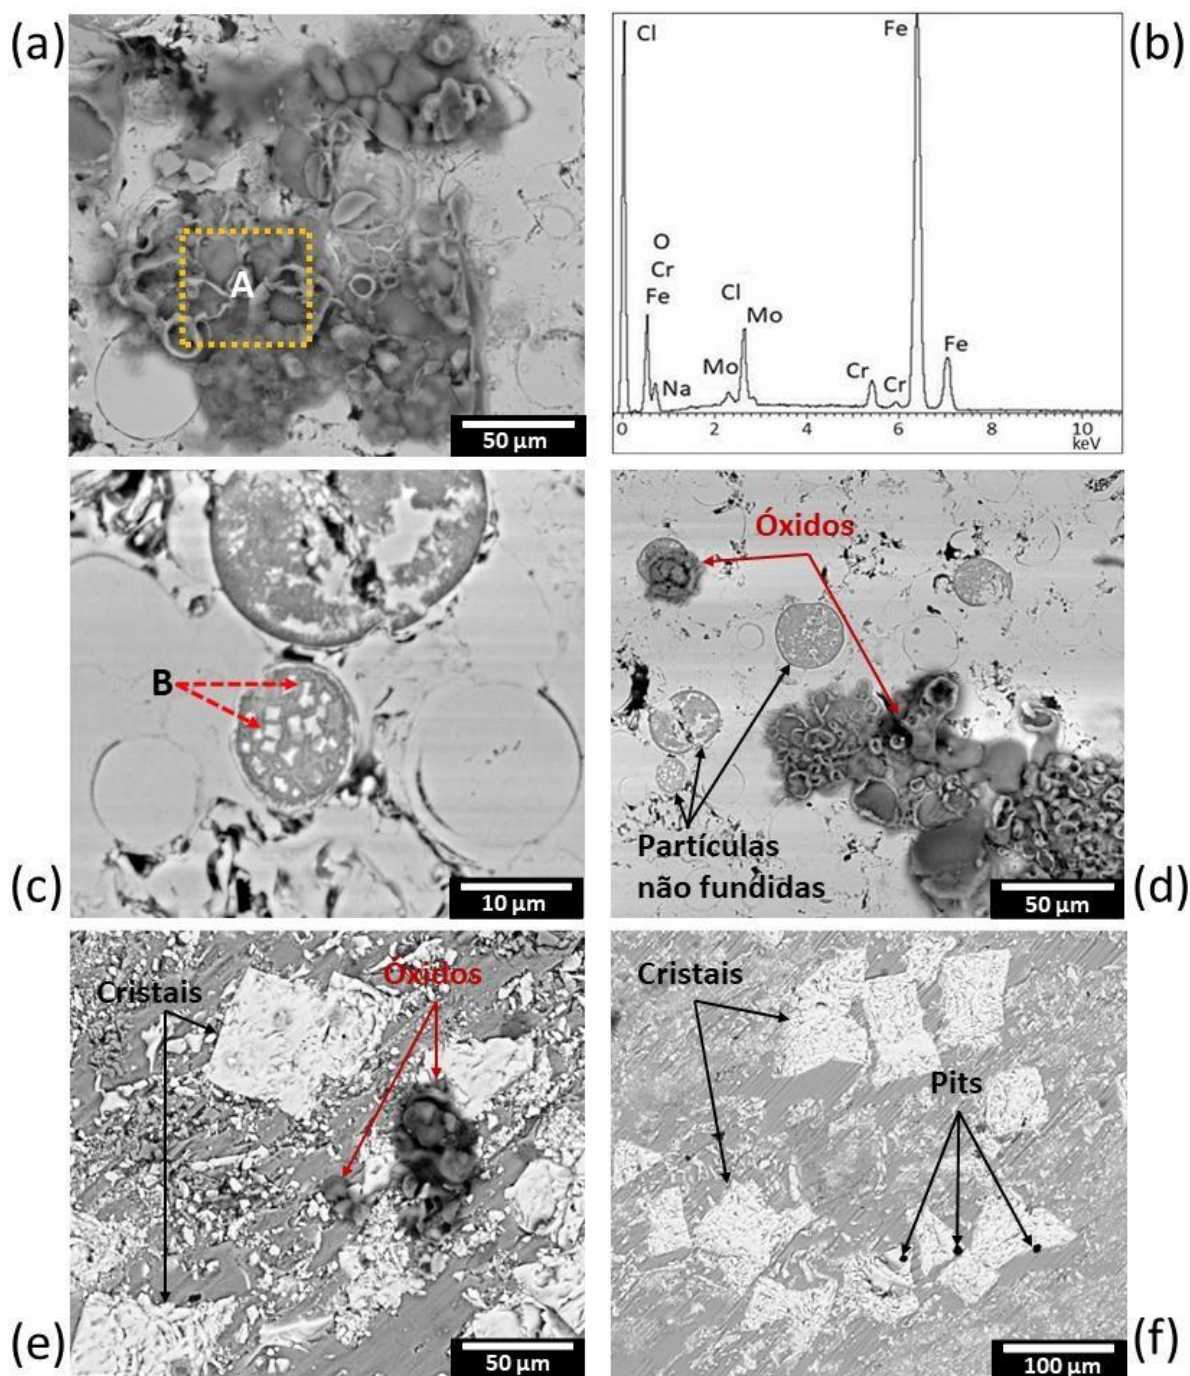 (a)
A
50 µm
(b)
Cl
Fe
O
Cr
Fe
Cl
Mo
Na
Mo
Cr
Cr
Fe
0 2 4 6 8 10
keV
B
(c)
10 µm
Óxidos
Partículas
não fundidas
50 µm
(d)
Cristais
Óxidos
(e)
50 µm
Cristais
Pits
100 µm
(f)